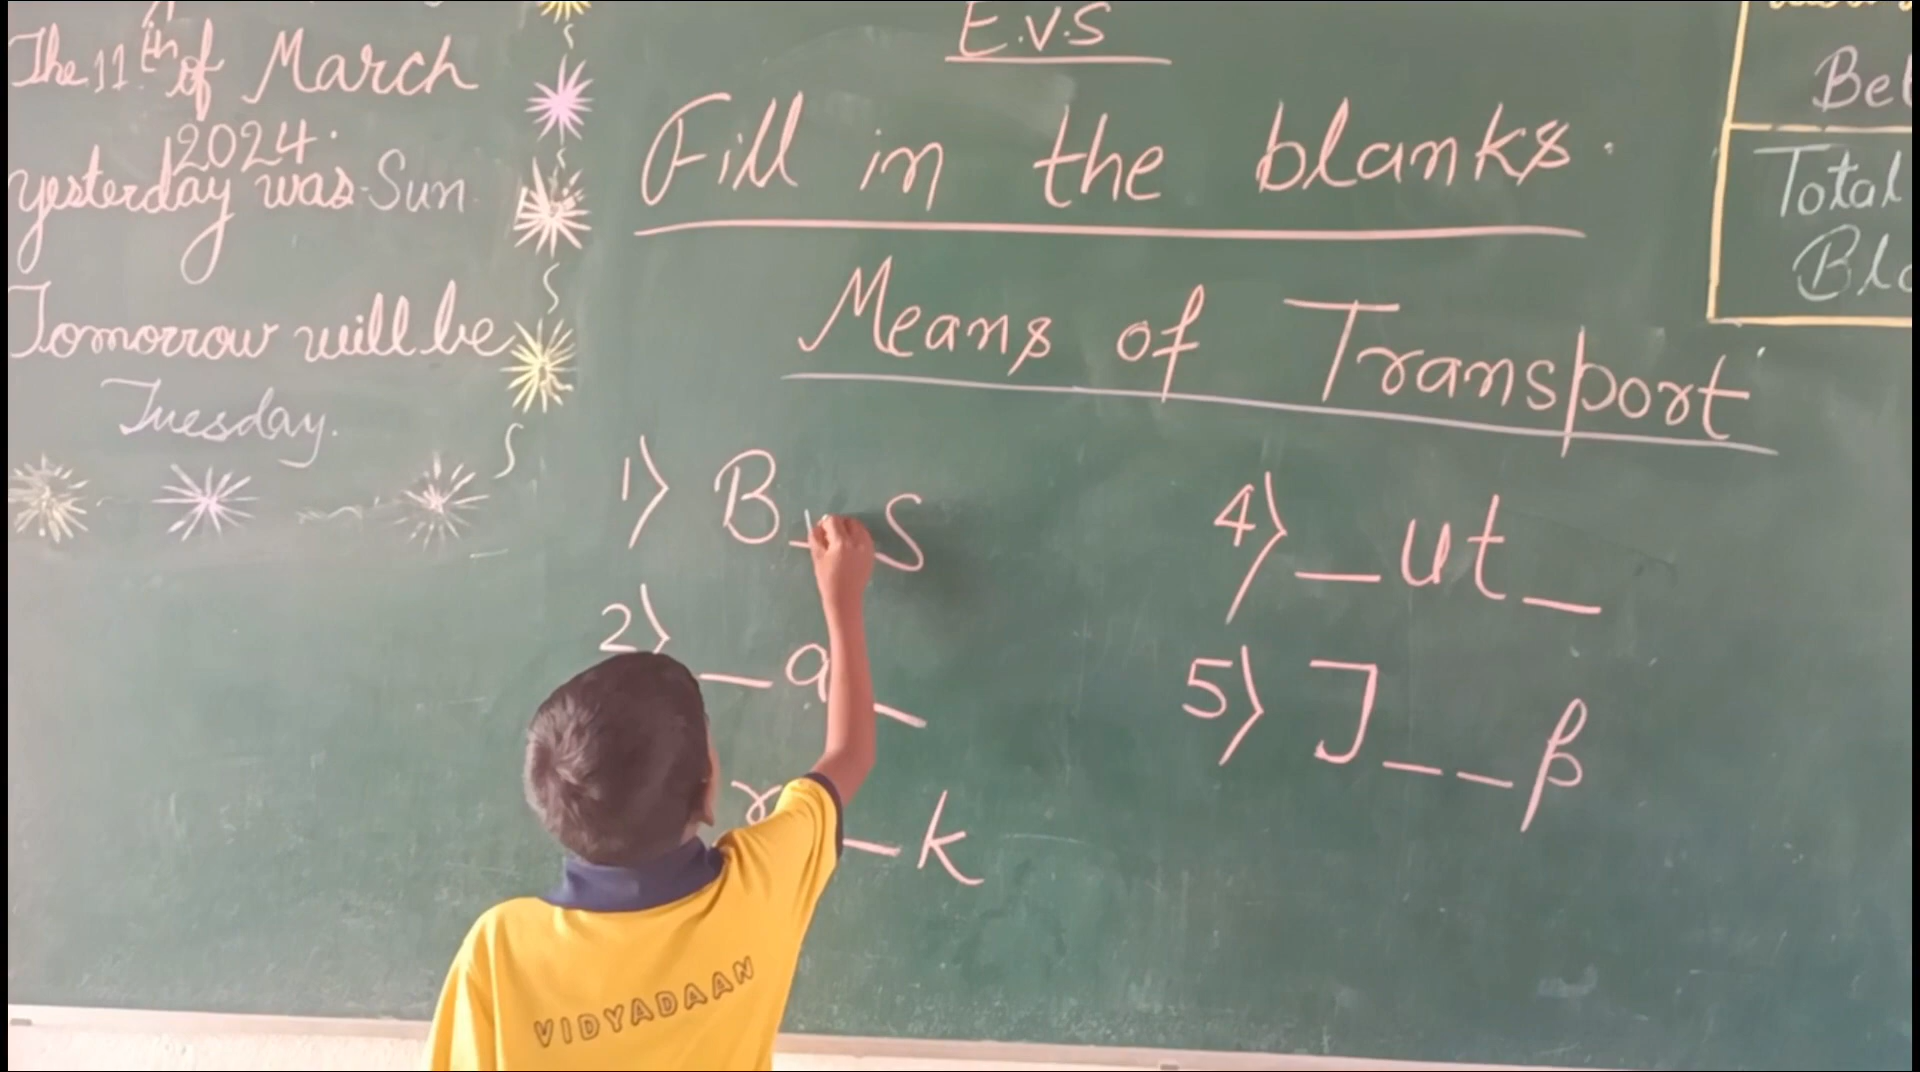 The 11th of March
2024.
yesterday was Sun
Tomorrow will be
Tuesday.
E.V.S
Fill in the blanks.
Means of Transport
1) B_S
2) _a_
r _k
4) _ut_
5) J__p
Total
VIDYADAAN